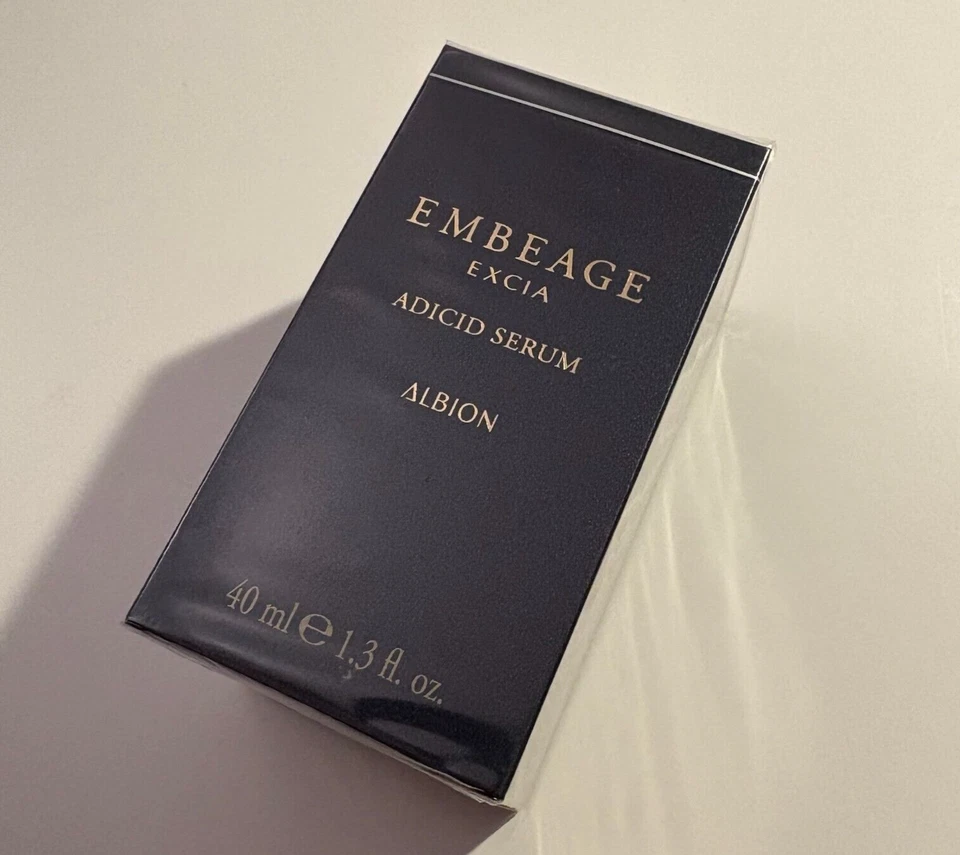 EMBEAGE
EXCIA
ADICID SERUM
ALBION
40 ml ℮ 1.3 fl. oz.